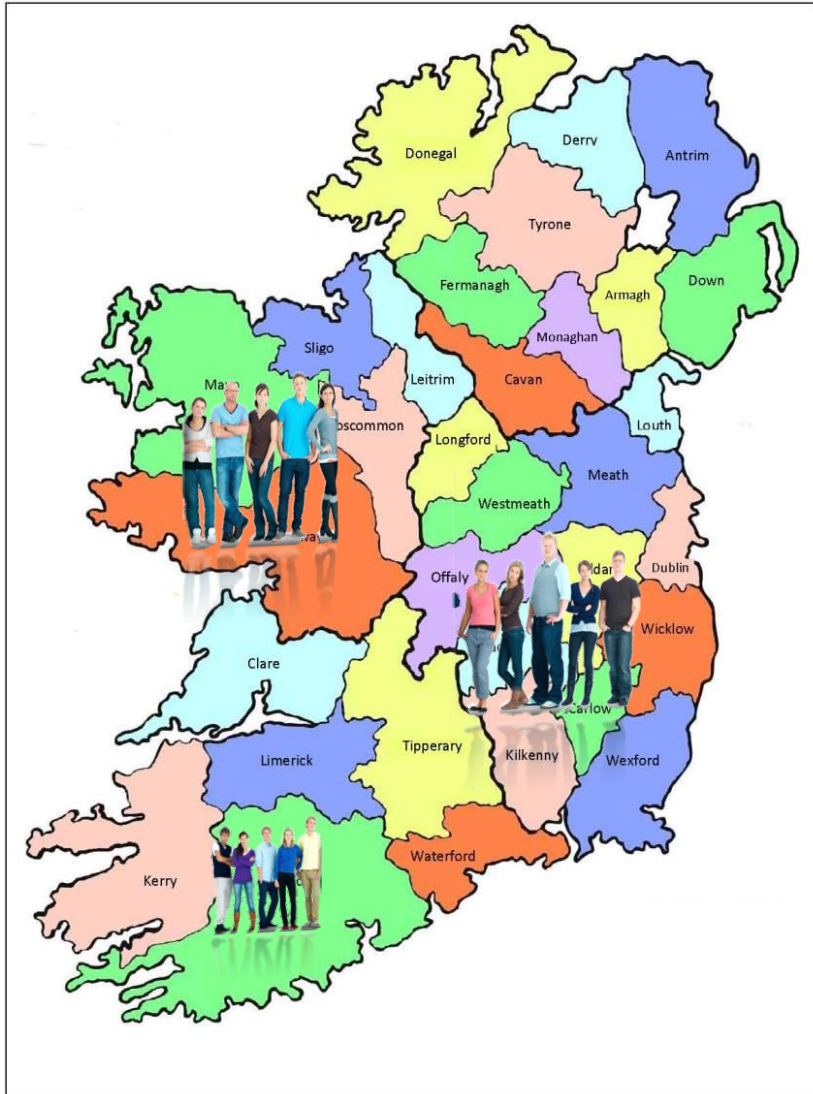 Donegal
Derry
Antrim
Tyrone
Fermanagh
Armagh
Down
Monaghan
Sligo
Leitrim
Cavan
Louth
Longford
Meath
Westmeath
Offaly
Dublin
Wicklow
Clare
Tipperary
Limerick
Kilkenny
Wexford
Waterford
Kerry